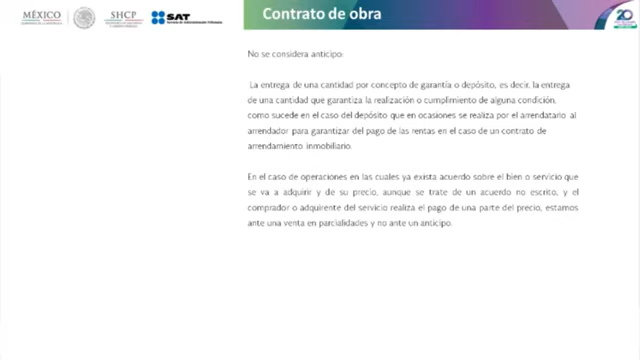 MÉXICO
SHCP
SAT
Contrato de obra
20
No se considera anticipo:
La entrega de una cantidad por concepto de garantía o depósito, es decir, la entrega
de una cantidad que garantiza la realización o cumplimiento de alguna condición,
como sucede en el caso del depósito que en ocasiones se realiza por el arrendatario al
arrendador para garantizar del pago de las rentas en el caso de un contrato de
arrendamiento inmobiliario.
En el caso de operaciones en las cuales ya exista acuerdo sobre el bien o servicio que
se va a adquirir y de su precio, aunque se trate de un acuerdo no escrito, y el
comprador o adquirente del servicio realiza el pago de una parte del precio, estamos
ante una venta en parcialidades y no ante un anticipo.